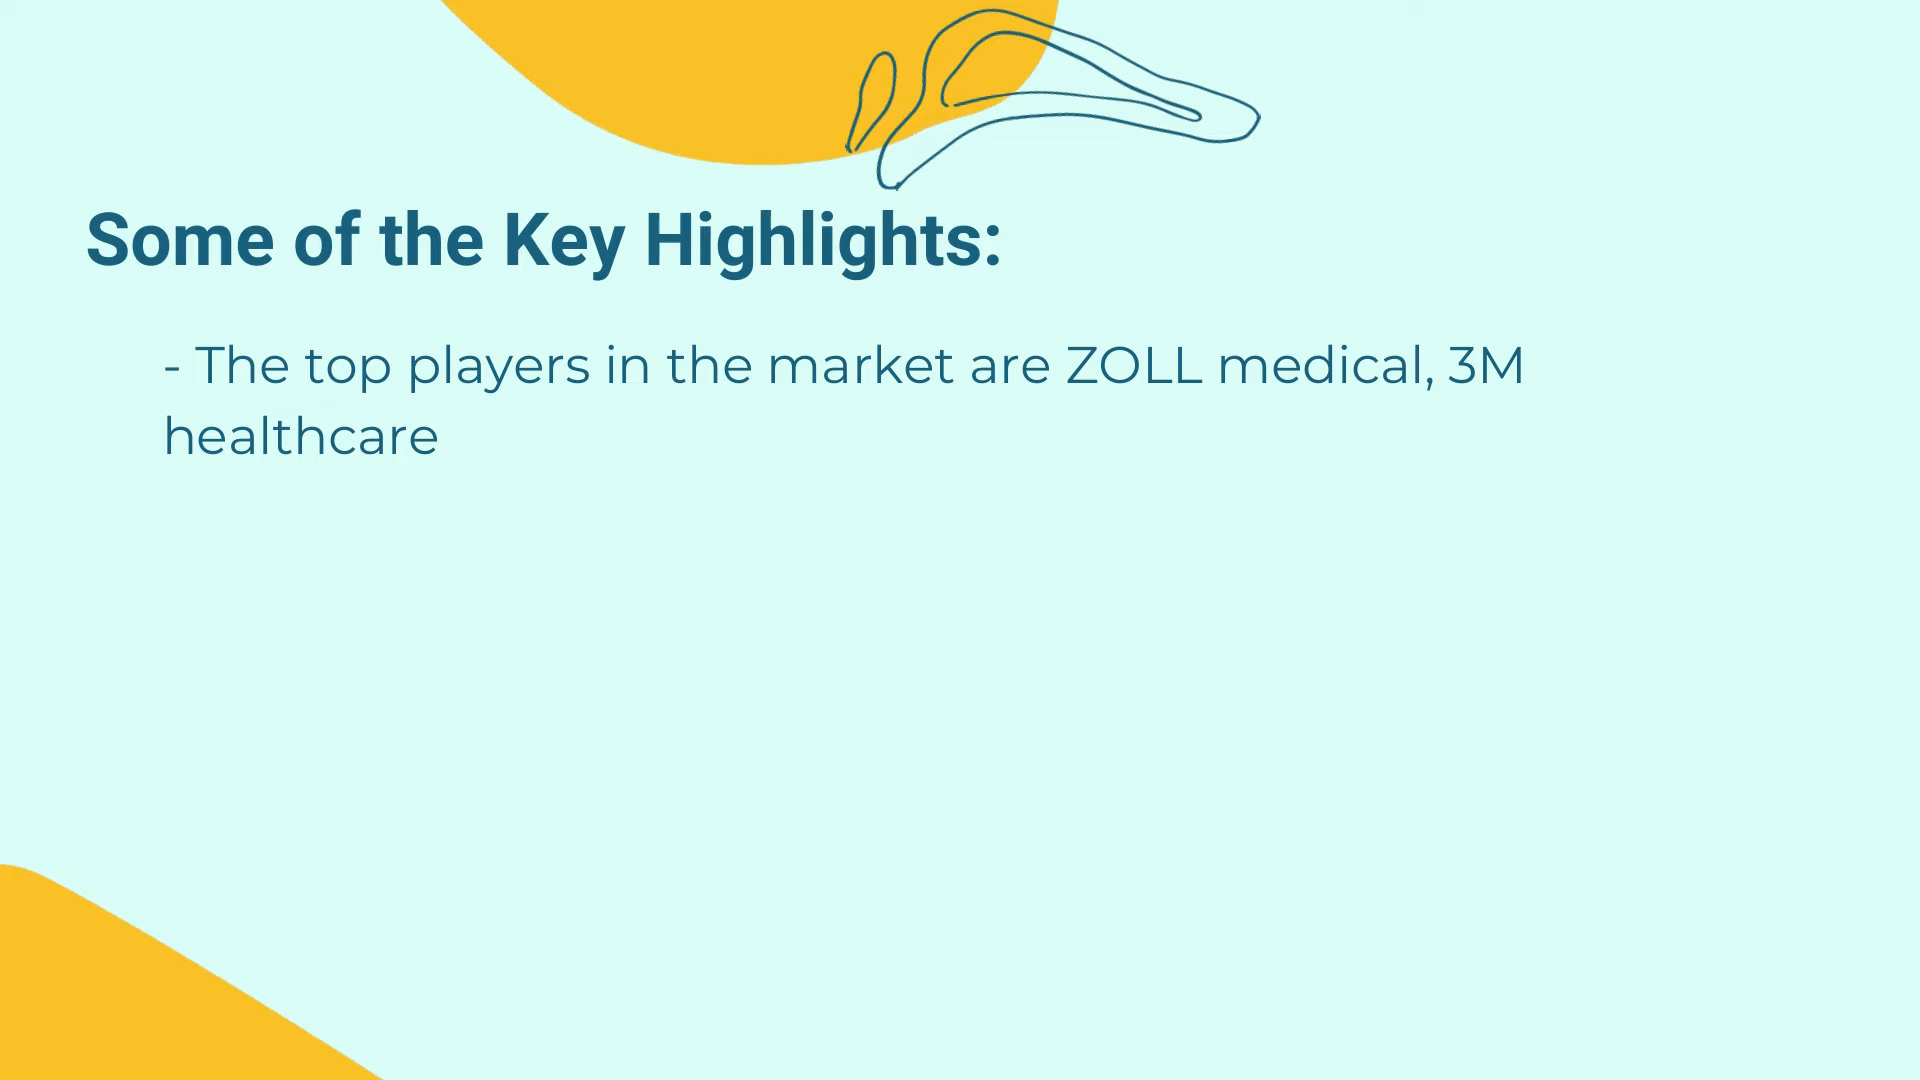 Some of the Key Highlights:
- The top players in the market are ZOLL medical, 3M
healthcare